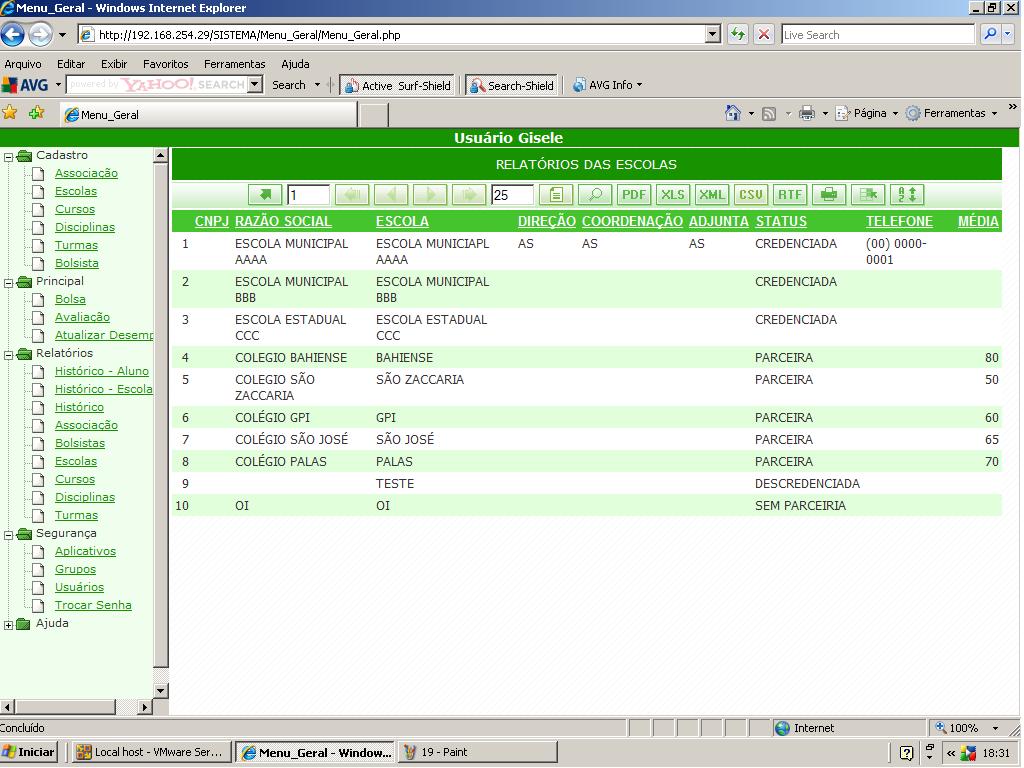 Menu_Geral - Windows Internet Explorer
http://192.168.254.29/SISTEMA/Menu_Geral/Menu_Geral.php
Live Search
Arquivo Editar Exibir Favoritos Ferramentas Ajuda
AVG powered by YAHOO! SEARCH Search Active Surf-Shield Search-Shield AVG Info
Menu_Geral Página Ferramentas »
Usuário Gisele
Cadastro
Associação
Escolas
Cursos
Disciplinas
Turmas
Bolsista
Principal
Bolsa
Avaliação
Atualizar Desemp
Relatórios
Histórico - Aluno
Histórico - Escola
Histórico
Associação
Bolsistas
Escolas
Cursos
Disciplinas
Turmas
Segurança
Aplicativos
Grupos
Usuários
Trocar Senha
Ajuda
RELATÓRIOS DAS ESCOLAS
1 25 PDF XLS XML CSV RTF
CNPJ RAZÃO SOCIAL ESCOLA DIREÇÃO COORDENAÇÃO ADJUNTA STATUS TELEFONE MÉDIA
1 ESCOLA MUNICIPAL ESCOLA MUNICIAPL AS AS AS CREDENCIADA (00) 0000-
AAAA AAAA 0001
2 ESCOLA MUNICIPAL ESCOLA MUNICIPAL CREDENCIADA
BBB BBB
3 ESCOLA ESTADUAL ESCOLA ESTADUAL CREDENCIADA
CCC CCC
4 COLEGIO BAHIENSE BAHIENSE PARCEIRA 80
5 COLEGIO SÃO SÃO ZACCARIA PARCEIRA 50
ZACCARIA
6 COLÉGIO GPI GPI PARCEIRA 60
7 COLÉGIO SÃO JOSÉ SÃO JOSÉ PARCEIRA 65
8 COLÉGIO PALAS PALAS PARCEIRA 70
9 TESTE DESCREDENCIADA
10 OI OI SEM PARCEIRIA
Concluído Internet 100%
Iniciar Local host - VMware Ser... Menu_Geral - Window... 19 - Paint « 18:31